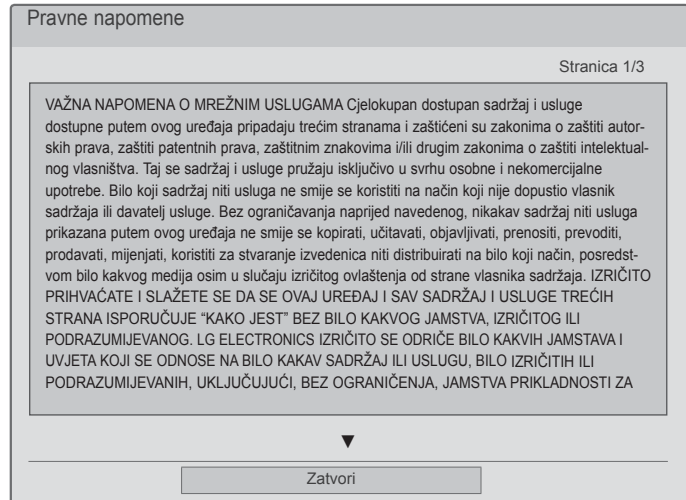 Pravne napomene
Stranica 1/3
VAŽNA NAPOMENA O MREŽNIM USLUGAMA Cjelokupan dostupan sadržaj i usluge
dostupne putem ovog uređaja pripadaju trećim stranama i zaštićeni su zakonima o zaštiti autor-
skih prava, zaštiti patentnih prava, zaštitnim znakovima i/ili drugim zakonima o zaštiti intelektual-
nog vlasništva. Taj se sadržaj i usluge pružaju isključivo u svrhu osobne i nekomercijalne
upotrebe. Bilo koji sadržaj niti usluga ne smije se koristiti na način koji nije dopustio vlasnik
sadržaja ili davatelj usluge. Bez ograničavanja naprijed navedenog, nikakav sadržaj niti usluga
prikazana putem ovog uređaja ne smije se kopirati, učitavati, objavljivati, prenositi, prevoditi,
prodavati, mijenjati, koristiti za stvaranje izvedenica niti distribuirati na bilo koji način, posredst-
vom bilo kakvog medija osim u slučaju izričitog ovlaštenja od strane vlasnika sadržaja. IZRIČITO
PRIHVAĆATE I SLAŽETE SE DA SE OVAJ UREĐAJ I SAV SADRŽAJ I USLUGE TREĆIH
STRANA ISPORUČUJE “KAKO JEST” BEZ BILO KAKVOG JAMSTVA, IZRIČITOG ILI
PODRAZUMIJEVANOG. LG ELECTRONICS IZRIČITO SE ODRIČE BILO KAKVIH JAMSTAVA I
UVJETA KOJI SE ODNOSE NA BILO KAKAV SADRŽAJ ILI USLUGU, BILO IZRIČITIH ILI
PODRAZUMIJEVANIH, UKLJUČUJUĆI, BEZ OGRANIČENJA, JAMSTVA PRIKLADNOSTI ZA
▼
Zatvori